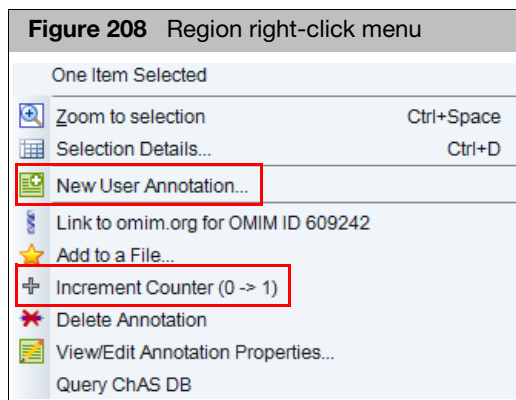 Figure 208 Region right-click menu
One Item Selected
Zoom to selection Ctrl+Space
Selection Details... Ctrl+D
New User Annotation...
Link to omim.org for OMIM ID 609242
Add to a File...
Increment Counter (0 -> 1)
Delete Annotation
View/Edit Annotation Properties...
Query ChAS DB